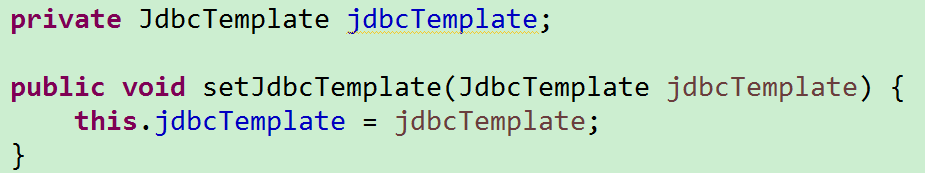 private JdbcTemplate jdbcTemplate;
public void setJdbcTemplate(JdbcTemplate jdbcTemplate) {
    this.jdbcTemplate = jdbcTemplate;
}